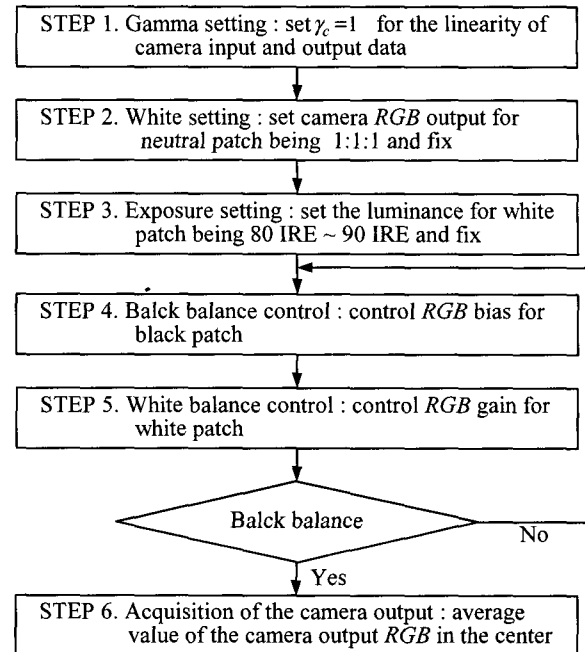 STEP 1. Gamma setting : set γc =1 for the linearity of
camera input and output data
STEP 2. White setting : set camera RGB output for
neutral patch being 1:1:1 and fix
STEP 3. Exposure setting : set the luminance for white
patch being 80 IRE ~ 90 IRE and fix
STEP 4. Balck balance control : control RGB bias for
black patch
STEP 5. White balance control : control RGB gain for
white patch
Balck balance
No
Yes
STEP 6. Acquisition of the camera output : average
value of the camera output RGB in the center